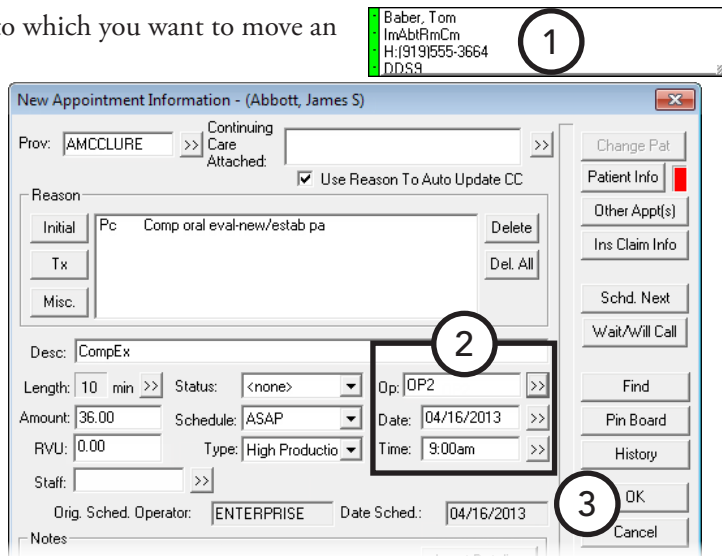 to which you want to move an
Baber, Tom
ImAbtRmCm
H:(919)555-3664
DDS9
1
New Appointment Information - (Abbott, James S)
Prov: AMCCLURE >> Continuing Care Attached: >>
Use Reason To Auto Update CC
Change Pat
Patient Info
Other Appt(s)
Ins Claim Info
Reason
Initial Pc Comp oral eval-new/estab pa Delete
Tx Del. All
Misc.
Schd. Next
Wait/Will Call
2
Desc: CompEx
Length: 10 min >> Status: <none> Op: OP2 >> Find
Amount: 36.00 Schedule: ASAP Date: 04/16/2013 >> Pin Board
RVU: 0.00 Type: High Productio Time: 9:00am >> History
Staff: >>
3 OK
Orig. Sched. Operator: ENTERPRISE Date Sched.: 04/16/2013 Cancel
Notes